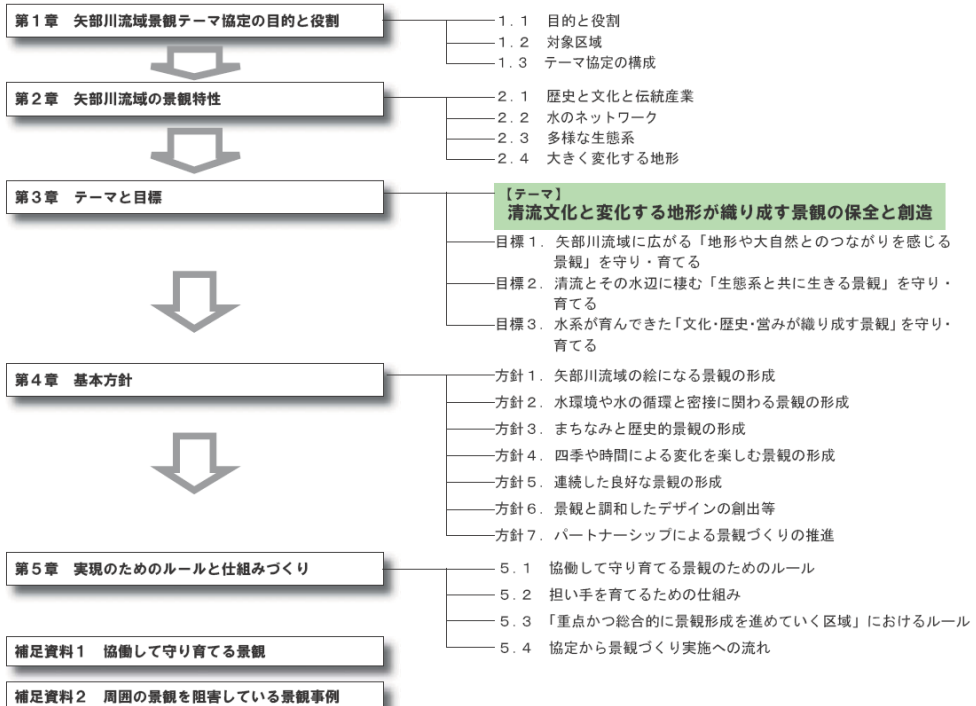 第1章　矢部川流域景観テーマ協定の目的と役割
1.1　目的と役割
1.2　対象区域
1.3　テーマ協定の構成
第2章　矢部川流域の景観特性
2.1　歴史と文化と伝統産業
2.2　水のネットワーク
2.3　多様な生態系
2.4　大きく変化する地形
第3章　テーマと目標
【テーマ】
清流文化と変化する地形が織り成す景観の保全と創造
目標1．矢部川流域に広がる「地形や大自然とのつながりを感じる
景観」を守り・育てる
目標2．清流とその水辺に棲む「生態系と共に生きる景観」を守り・
育てる
目標3．水系が育んできた「文化・歴史・営みが織り成す景観」を守り・
育てる
第4章　基本方針
方針1．矢部川流域の絵になる景観の形成
方針2．水環境や水の循環と密接に関わる景観の形成
方針3．まちなみと歴史的景観の形成
方針4．四季や時間による変化を楽しむ景観の形成
方針5．連続した良好な景観の形成
方針6．景観と調和したデザインの創出等
方針7．パートナーシップによる景観づくりの推進
第5章　実現のためのルールと仕組みづくり
5.1　協働して守り育てる景観のためのルール
5.2　担い手を育てるための仕組み
5.3　「重点かつ総合的に景観形成を進めていく区域」におけるルール
5.4　協定から景観づくり実施への流れ
補足資料1　協働して守り育てる景観
補足資料2　周囲の景観を阻害している景観事例